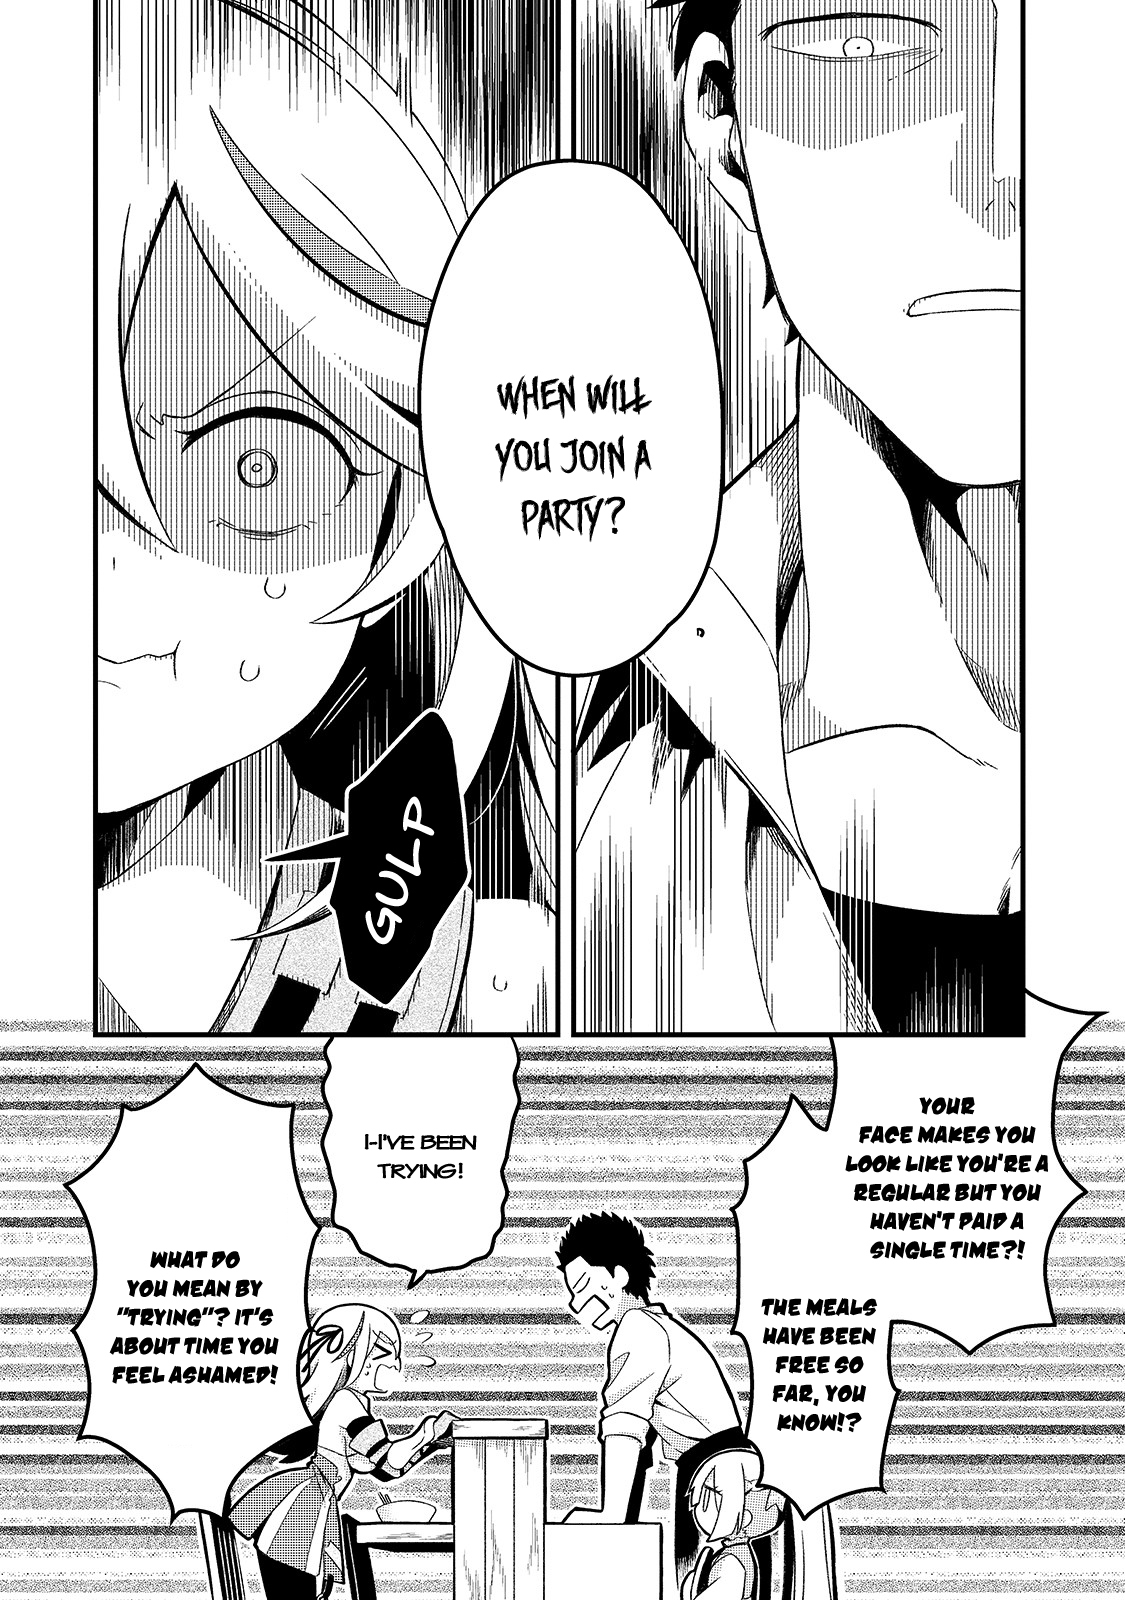 WHEN WILL
YOU JOIN A
PARTY?
GULP
YOUR
FACE MAKES YOU
LOOK LIKE YOU'RE A
REGULAR BUT YOU
HAVEN'T PAID A
SINGLE TIME?!
THE MEALS
HAVE BEEN
FREE SO
FAR, YOU
KNOW!?
I-I'VE BEEN
TRYING!
WHAT DO
YOU MEAN BY
"TRYING"? IT'S
ABOUT TIME YOU
FEEL ASHAMED!